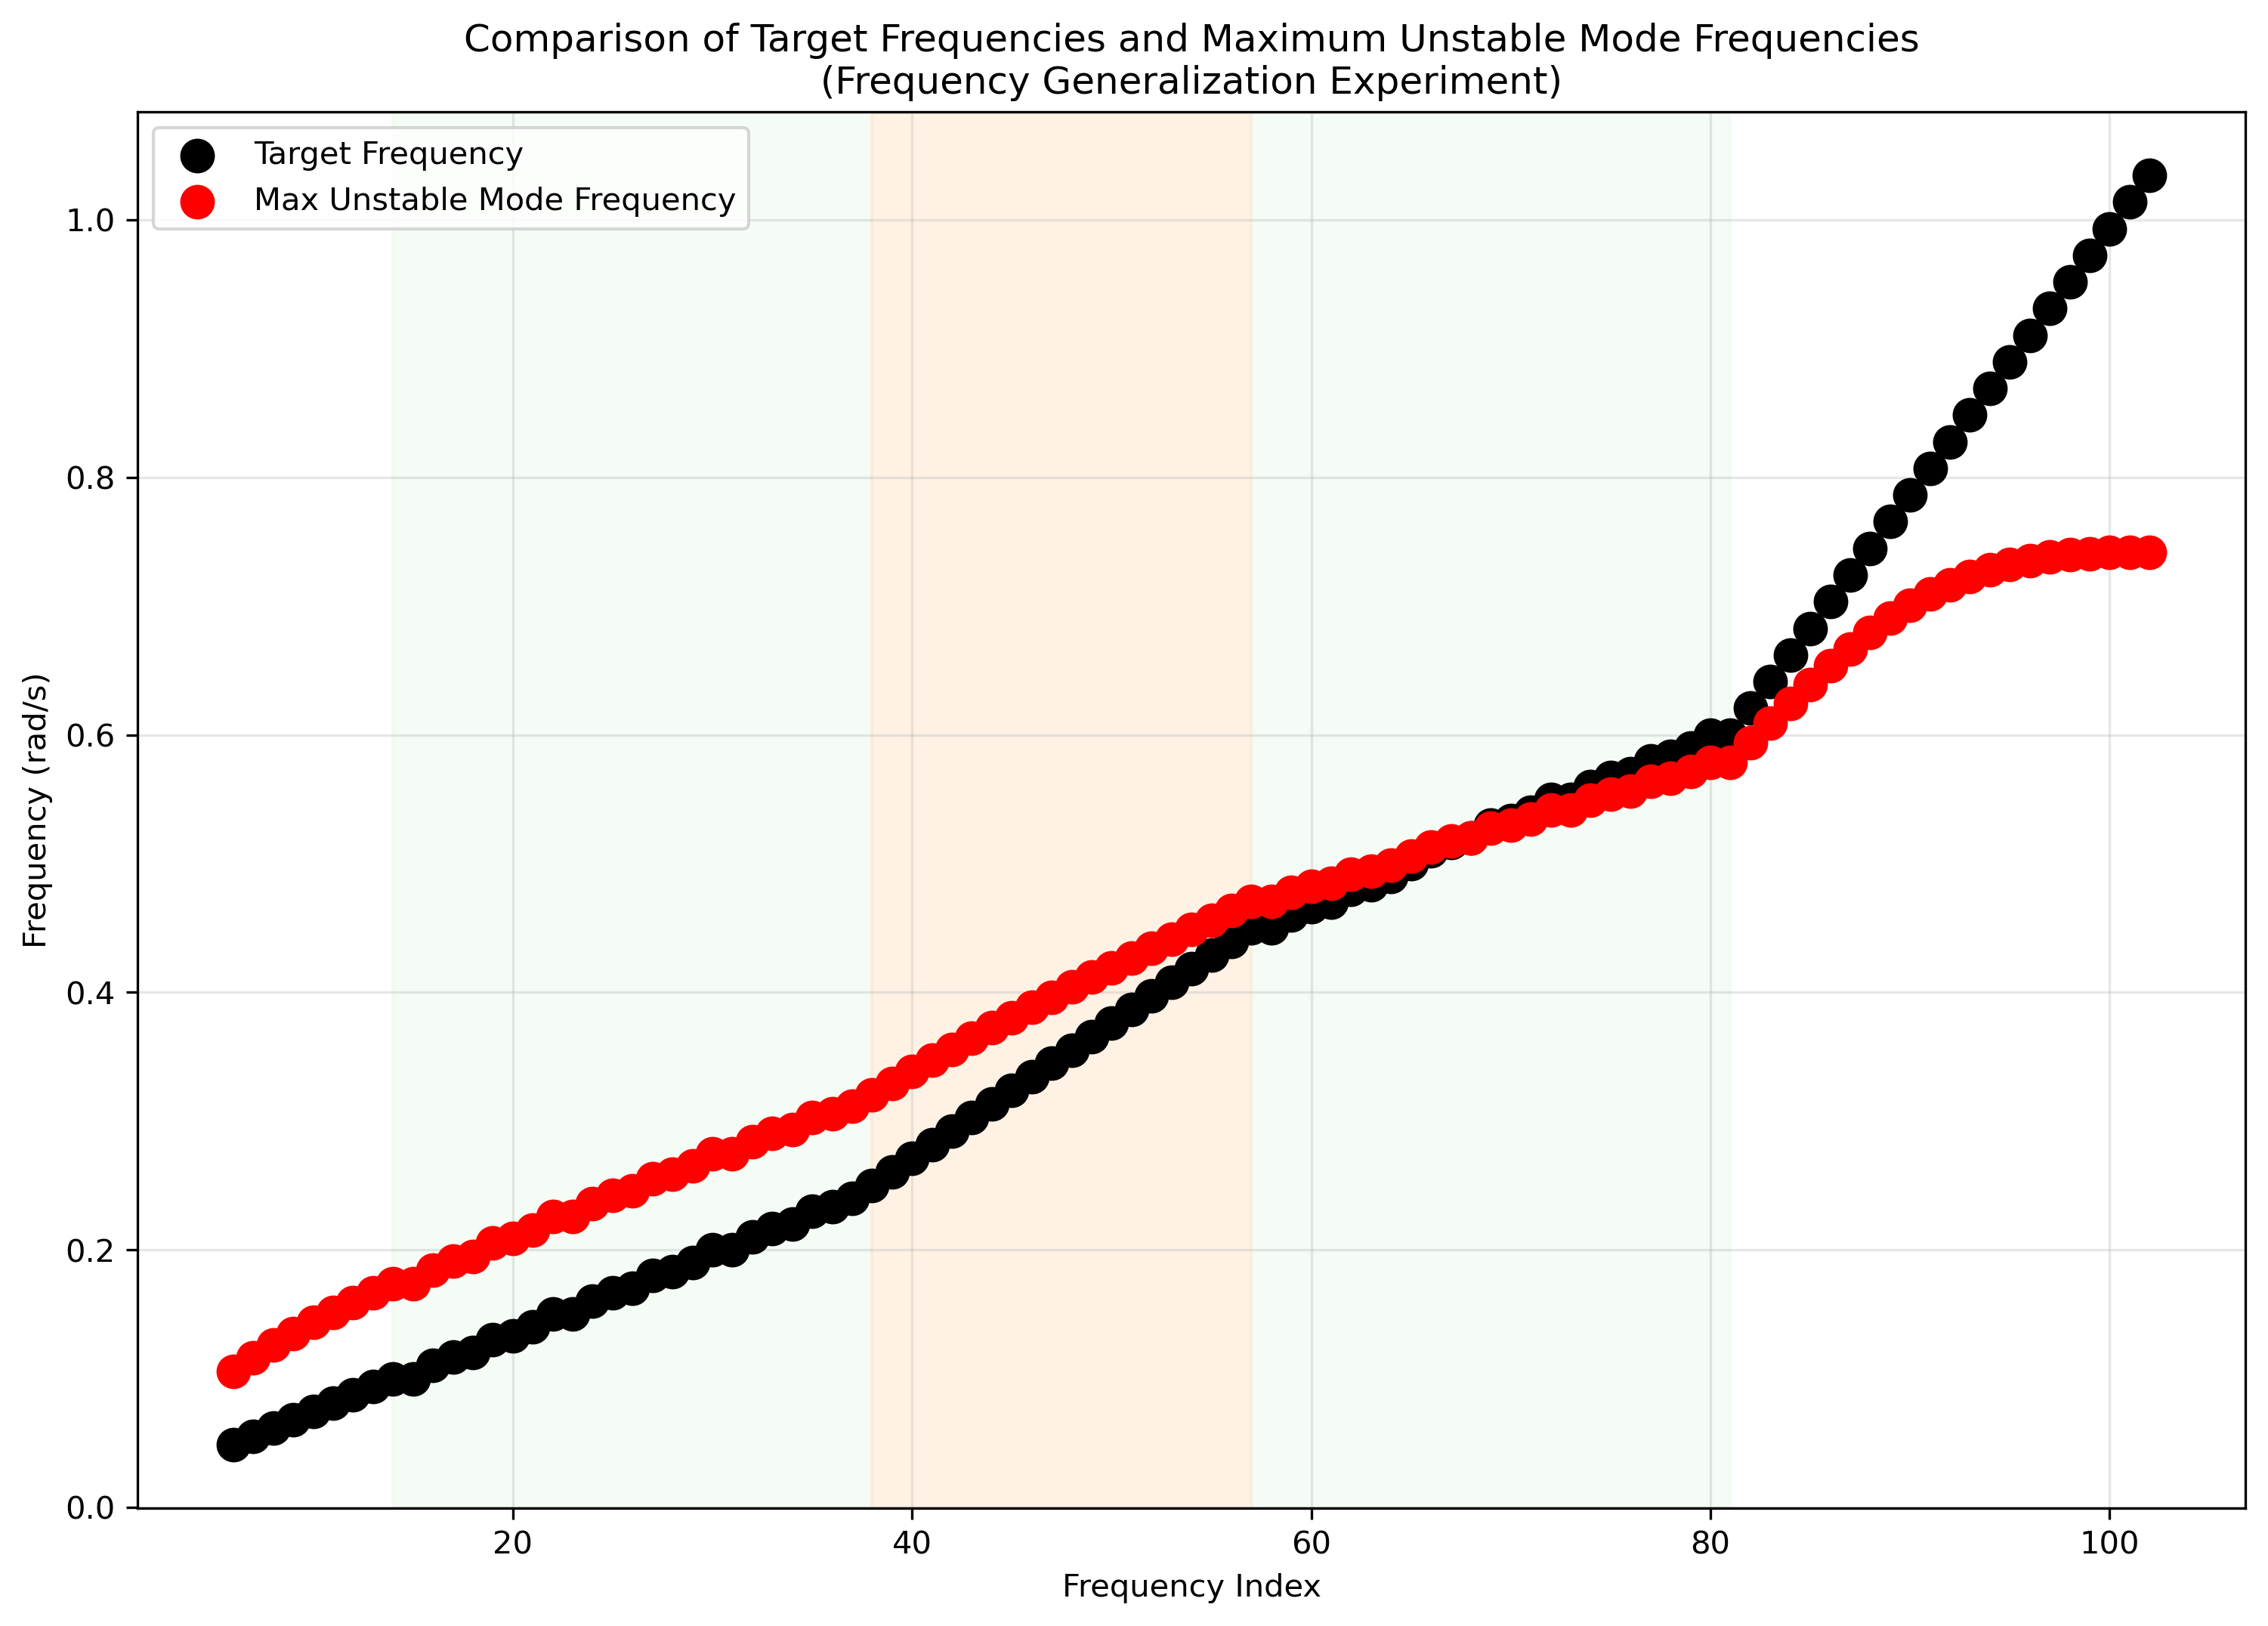 Comparison of Target Frequencies and Maximum Unstable Mode Frequencies
(Frequency Generalization Experiment)
Target Frequency
Max Unstable Mode Frequency
1.0
0.8
0.6
0.4
0.2
0.0
Frequency (rad/s)
20 40 60 80 100
Frequency Index